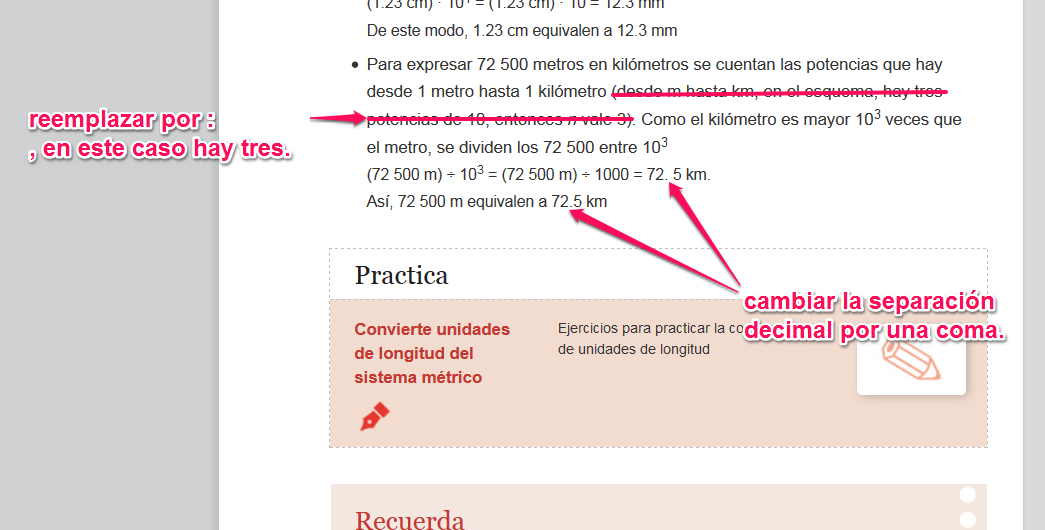 (1.23 cm) · 10¹ = (1.23 cm) · 10 = 12.3 mm
De este modo, 1.23 cm equivalen a 12.3 mm
• Para expresar 72 500 metros en kilómetros se cuentan las potencias que hay
desde 1 metro hasta 1 kilómetro (desde m hasta km, en el esquema, hay tres
reemplazar por :
potencias de 10, entonces n vale 3). Como el kilómetro es mayor 10³ veces que
, en este caso hay tres.
el metro, se dividen los 72 500 entre 10³
(72 500 m) ÷ 10³ = (72 500 m) ÷ 1000 = 72. 5 km.
Así, 72 500 m equivalen a 72.5 km
Practica
cambiar la separación
decimal por una coma.
Convierte unidades
de longitud del
sistema métrico
Ejercicios para practicar la co
de unidades de longitud
Recuerda